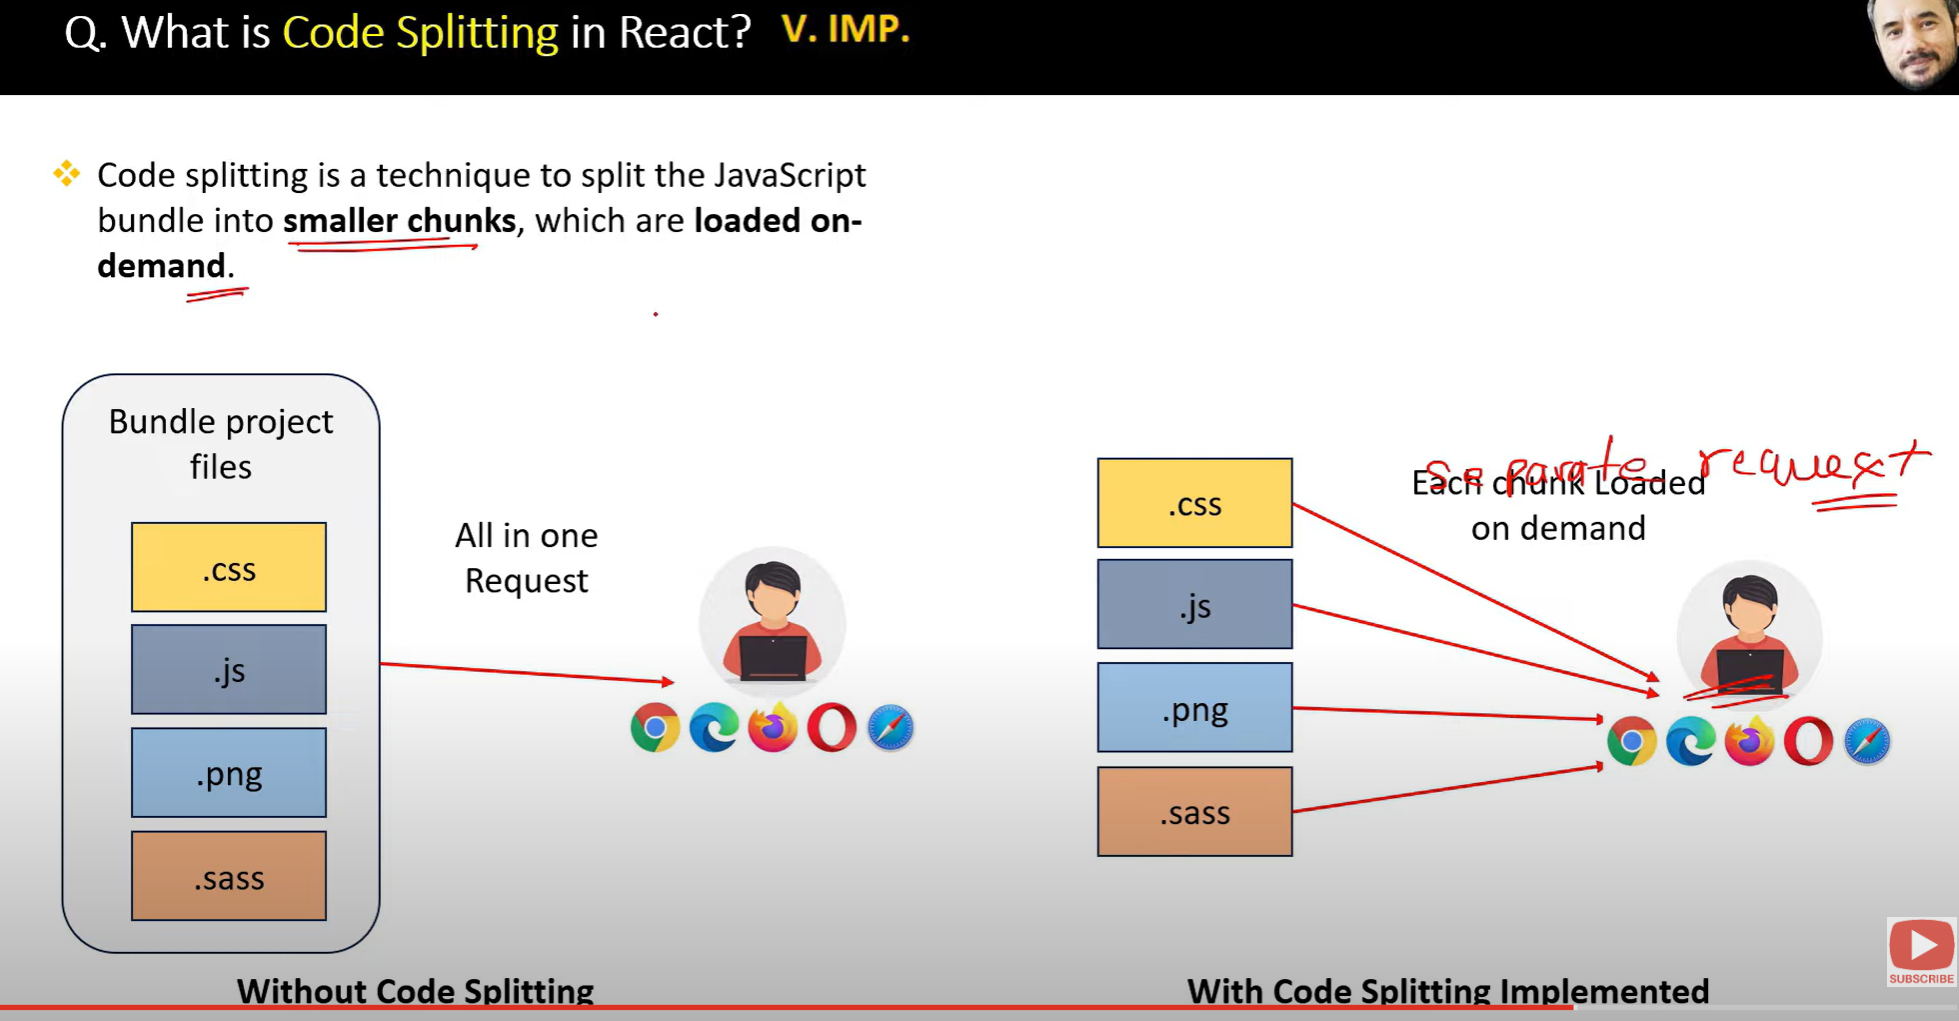 Q. What is Code Splitting in React? V. IMP.
Code splitting is a technique to split the JavaScript
bundle into smaller chunks, which are loaded on-
demand.
Bundle project
files
.css
.js
.png
.sass
All in one
Request
Without Code Splitting
.css
.js
.png
.sass
separate request
Each chunk Loaded
on demand
With Code Splitting Implemented
SUBSCRIBE